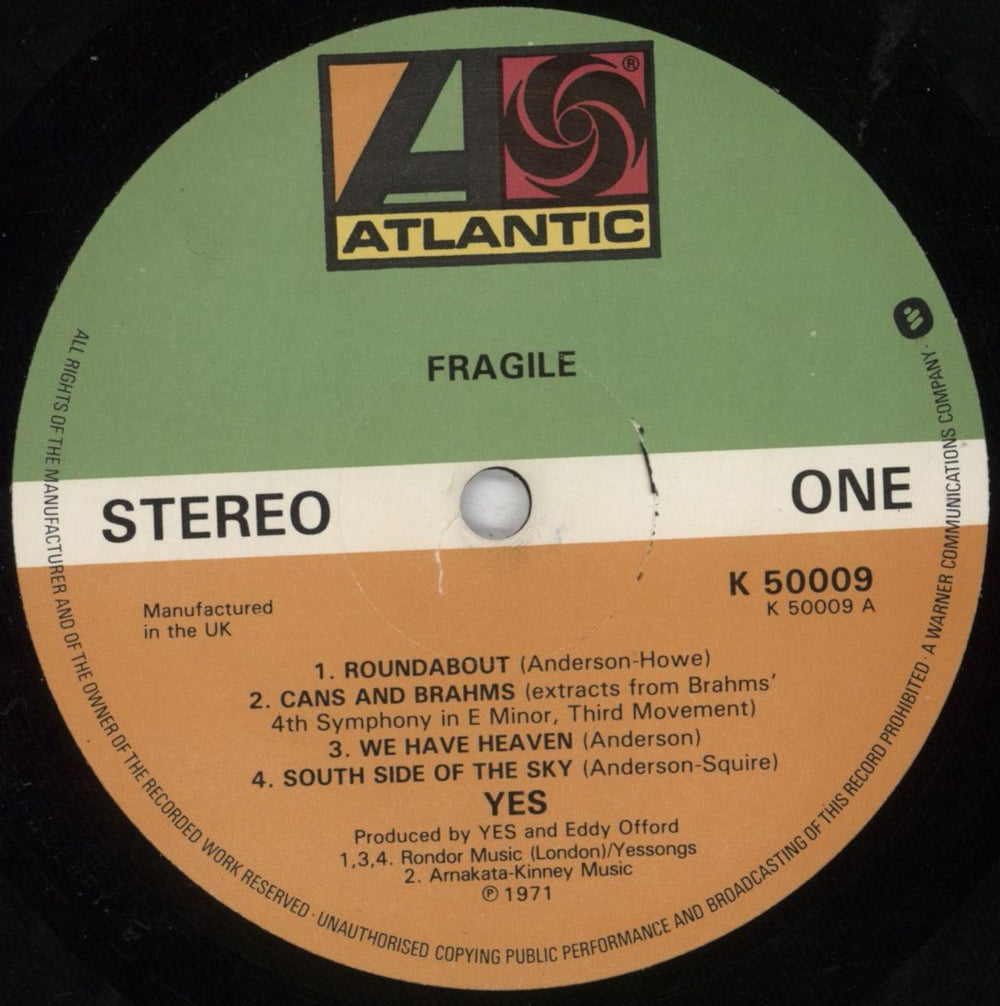 ®
ATLANTIC
FRAGILE
STEREO
ONE
K 50009
K 50009 A
Manufactured
in the UK
1. ROUNDABOUT (Anderson-Howe)
2. CANS AND BRAHMS (extracts from Brahms'
4th Symphony in E Minor, Third Movement)
3. WE HAVE HEAVEN (Anderson)
4. SOUTH SIDE OF THE SKY (Anderson-Squire)
YES
Produced by YES and Eddy Offord
1,3,4. Rondor Music (London)/Yessongs
2. Arnakata-Kinney Music
℗ 1971
ALL RIGHTS OF THE MANUFACTURER AND OF THE OWNER OF THE RECORDED WORK RESERVED · UNAUTHORISED COPYING PUBLIC PERFORMANCE AND BROADCASTING OF THIS RECORD PROHIBITED · A WARNER COMMUNICATIONS COMPANY ·